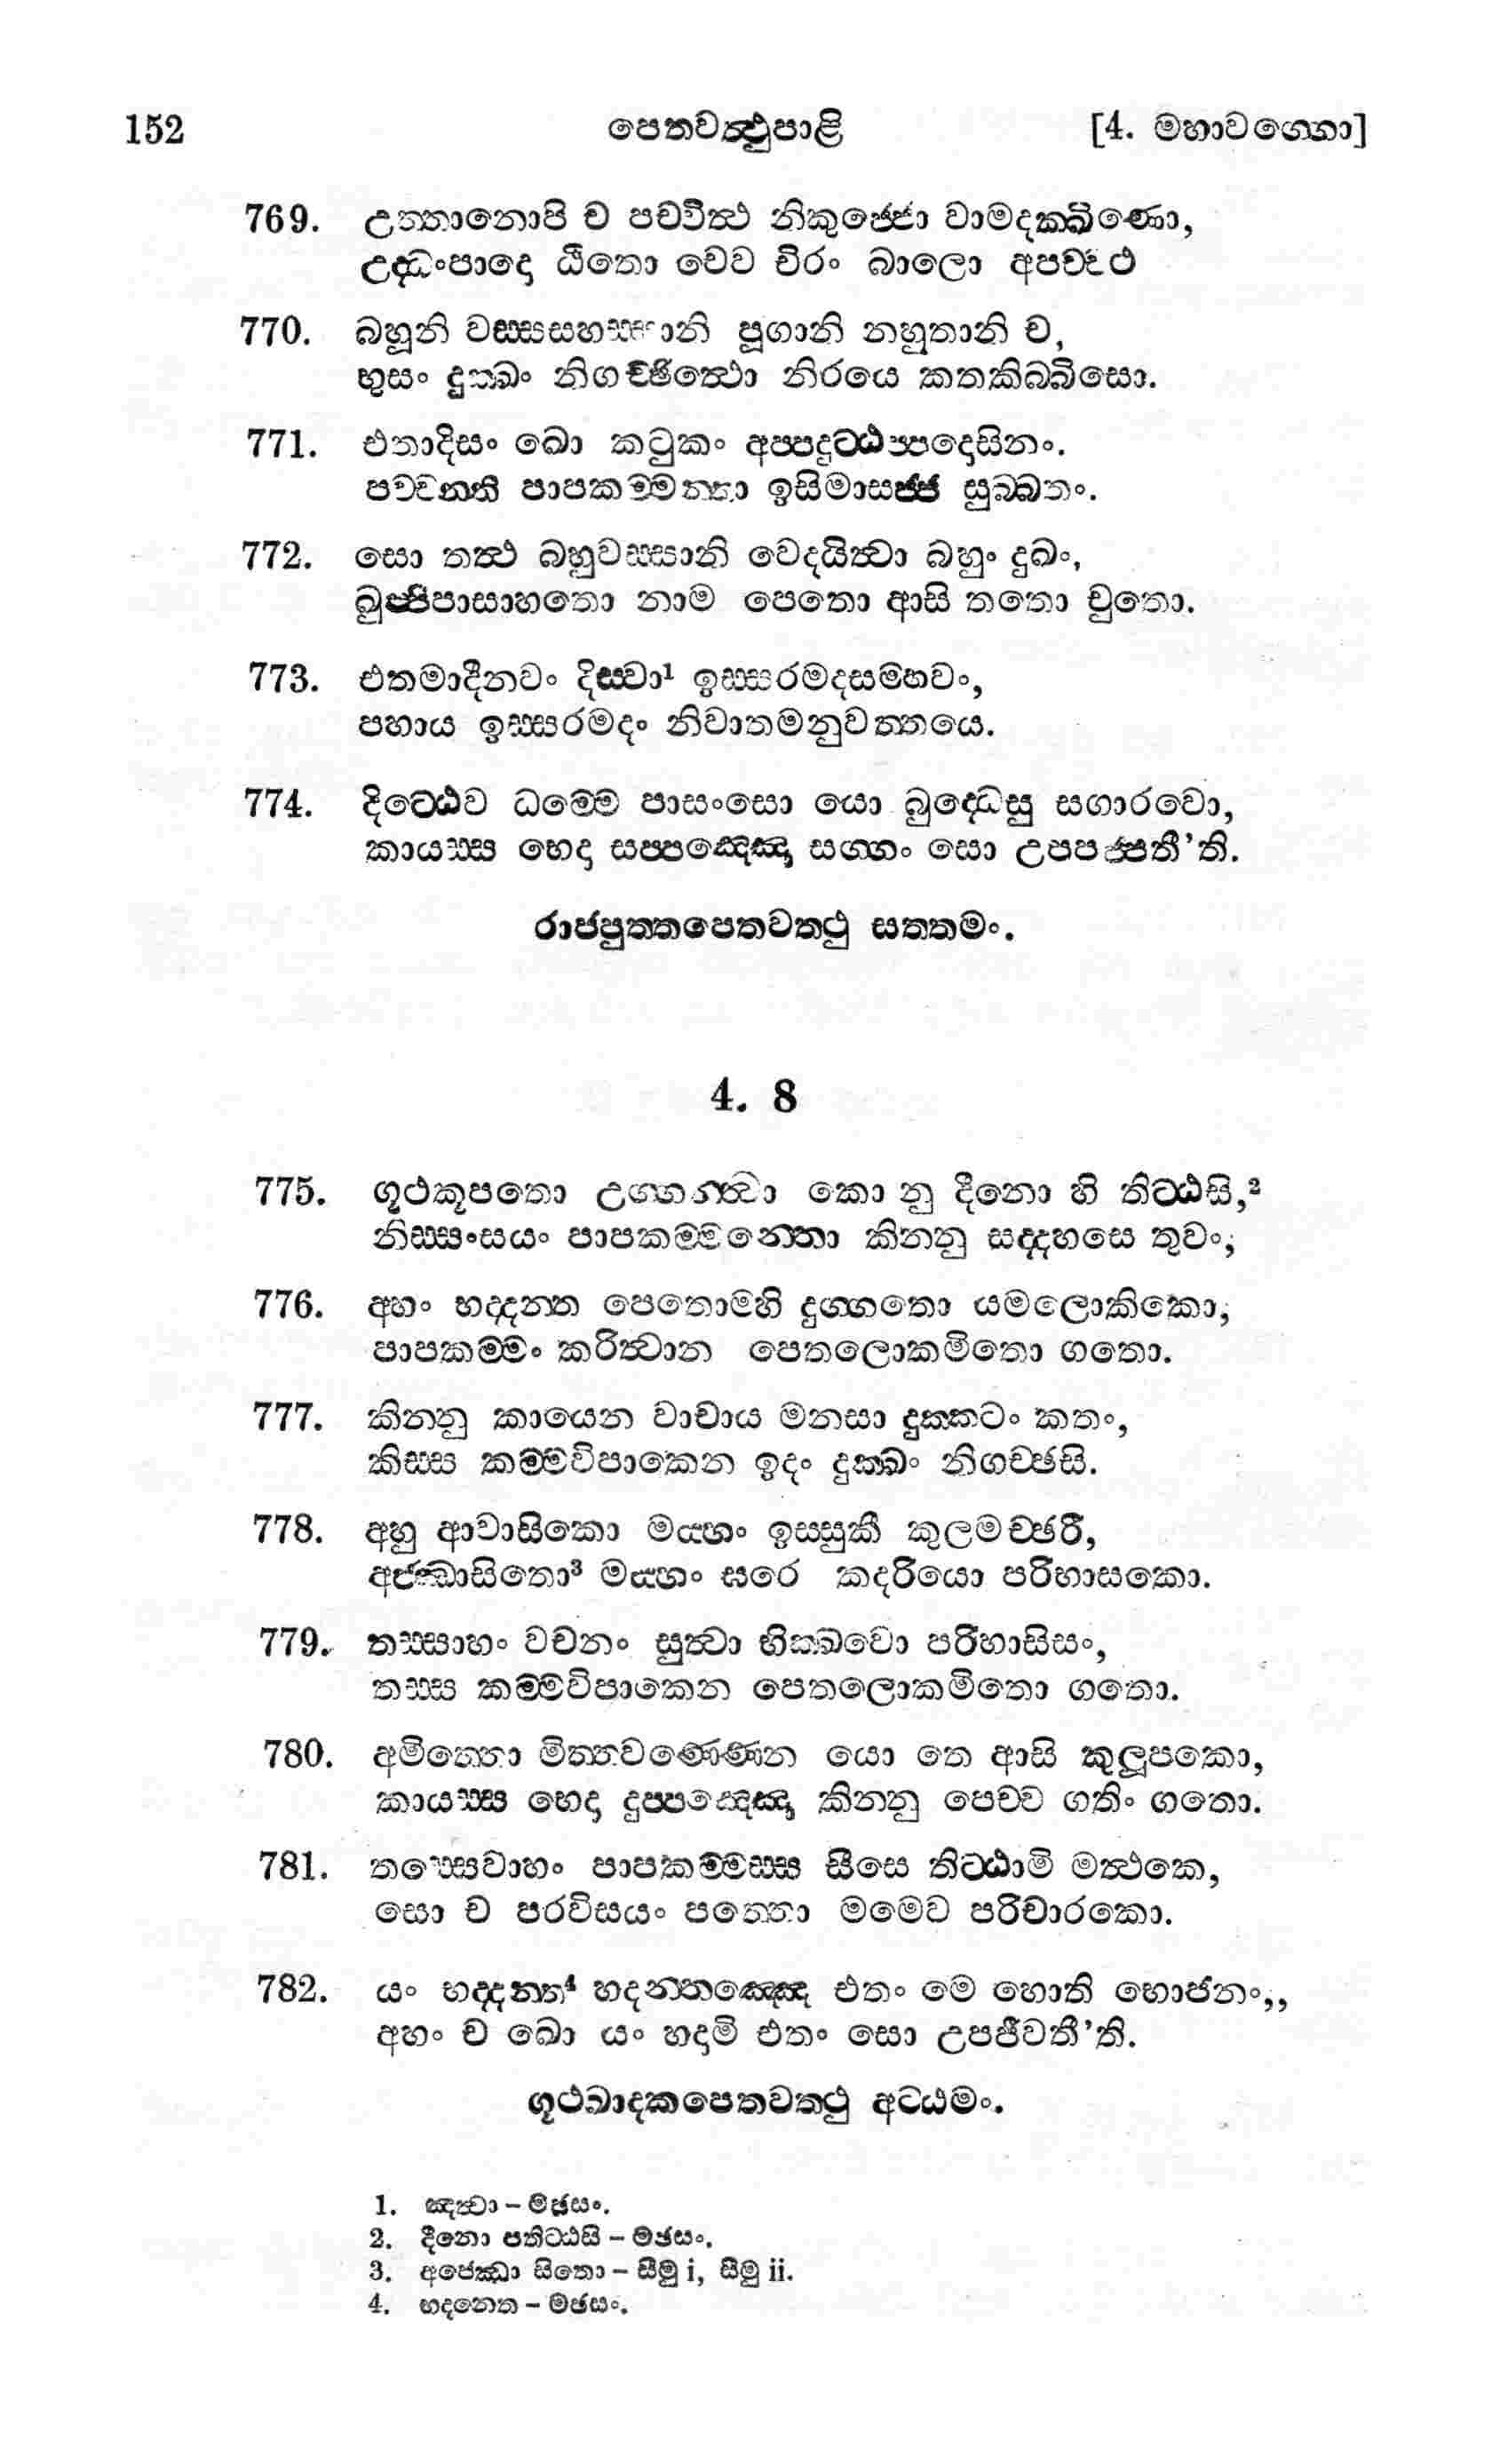 152 පෙතවත්‍ථුපාළි [4. මහාවග්‍ගො]
769. උත්‍තානොපි ච පච්චිත්‍ථ නිකුජ්ජො වාමදක්‍ඛිණො,
උද්‍ධංපාදො ඨිතො චෙව චිරං බාලො අපච්චථ
770. බහූනි වස්සසහස්සානි පූගානි නහුතානි ච,
භුසං දුක්‍ඛං නිගච්ඡිත්‍ථො නිරයෙ කතකිබ්බිසො.
771. එතාදිසං ඛො කටුකං අප්පදුට්ඨප්පදොසිනං.
පච්චන්ති පාපකම්මන්තා ඉසිමාසජ්ජ සුබ්බතං.
772. සො තත්‍ථ බහුවස්සානි වෙදයිත්‍වා බහුං දුඛං,
ඛුප්පිපාසාහතො නාම පෙතො ආසි තතො චුතො.
773. එතමාදීනවං දිස්වා¹ ඉස්සරමදසම්භවං,
පහාය ඉස්සරමදං නිවාතමනුවත්‍තයෙ.
774. දිට්ඨෙව ධම්මෙ පාසංසො යො බුද්‍ධෙසු සගාරවො,
කායස්ස භෙදා සප්පඤ්ඤො සග්‍ගං සො උපපජ්ජතී’ති.
රාජපුත්තපෙතවත්ථු සත්තමං.
4. 8
775. ගූථකූපතො උග්‍ගන්ත්‍වා කො නු දීනො හි තිට්ඨසි,²
නිස්සංසයං පාපකම්මන්තො කින්නු සද්දහසෙ තුවං,
776. අහං භද්දන්ත පෙතොම්හි දුග්‍ගතො යමලොකිකො,
පාපකම්මං කරිත්‍වාන පෙතලොකමිතො ගතො.
777. කින්නු කායෙන වාචාය මනසා දුක්කටං කතං,
කිස්ස කම්මවිපාකෙන ඉදං දුක්‍ඛං නිගච්ඡසි.
778. අහු ආවාසිකො මය්හං ඉස්සුකී කුලමච්ඡරී,
අජ්ඣාසිතො³ මය්හං ඝරෙ කදරියො පරිභාසකො.
779. තස්සාහං වචනං සුත්‍වා භික්‍ඛවො පරිභාසිසං,
තස්ස කම්මවිපාකෙන පෙතලොකමිතො ගතො.
780. අමිත්‍තො මිත්‍තවණ්ණෙන යො තෙ ආසි කුලූපකො,
කායස්ස භෙදා දුප්පඤ්ඤො කින්නු පෙච්ච ගතිං ගතො.
781. තස්සෙවාහං පාපකම්මස්ස සීසෙ තිට්ඨාමි මත්‍ථකෙ,
සො ච පරවිසයං පත්‍තො මමෙව පරිචාරකො.
782. යං භද්දන්ත⁴ හදන්තඤ්ඤෙ එතං මෙ හොති භොජනං,,
අහං ච ඛො යං හදාමි එතං සො උපජීවතී’ති.
ගූථඛාදකපෙතවත්ථු අට්ඨමං.
1. ඤත්‍වා – මජසං.
2. දීනො පතිට්ඨසි – මජසං.
3. අජ්ඣො සිතො – සීමු i, සීමු ii.
4. භදන්තෙ – මජසං.